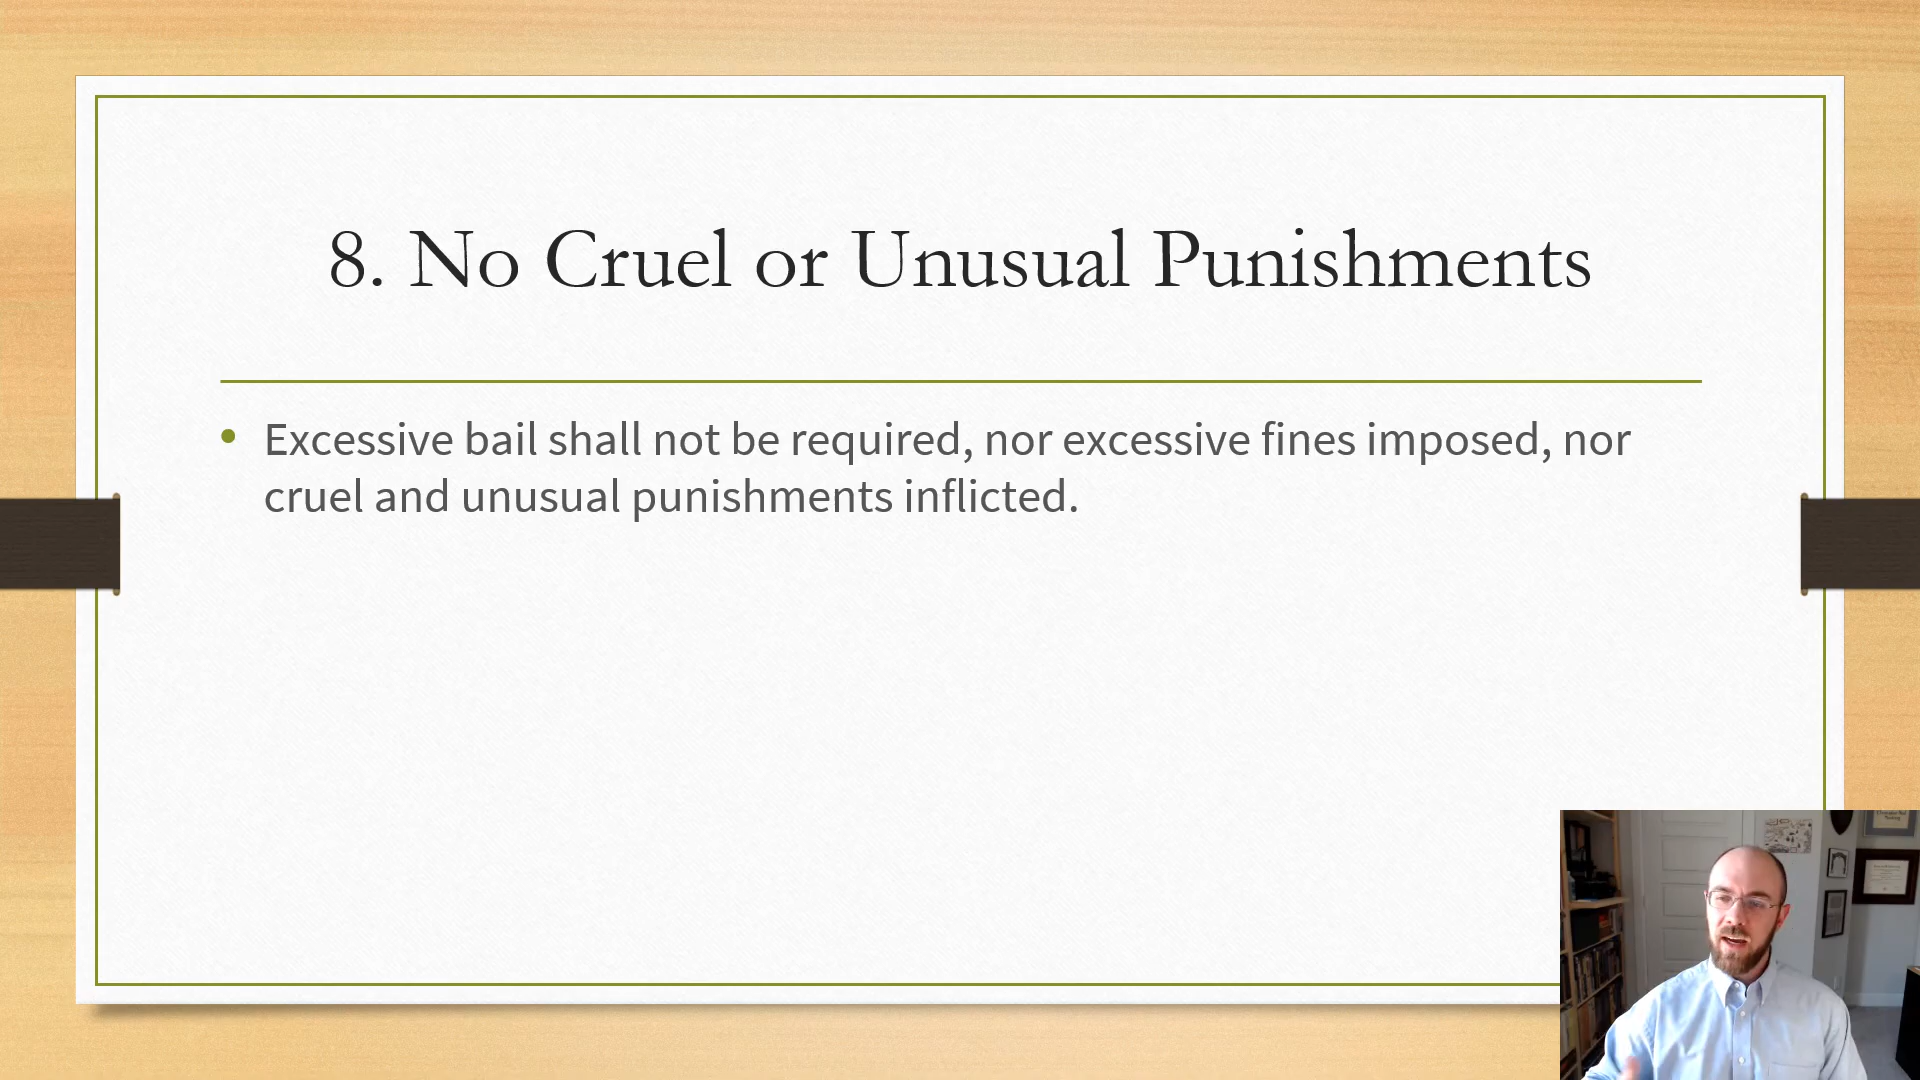 8. No Cruel or Unusual Punishments
• Excessive bail shall not be required, nor excessive fines imposed, nor
cruel and unusual punishments inflicted.